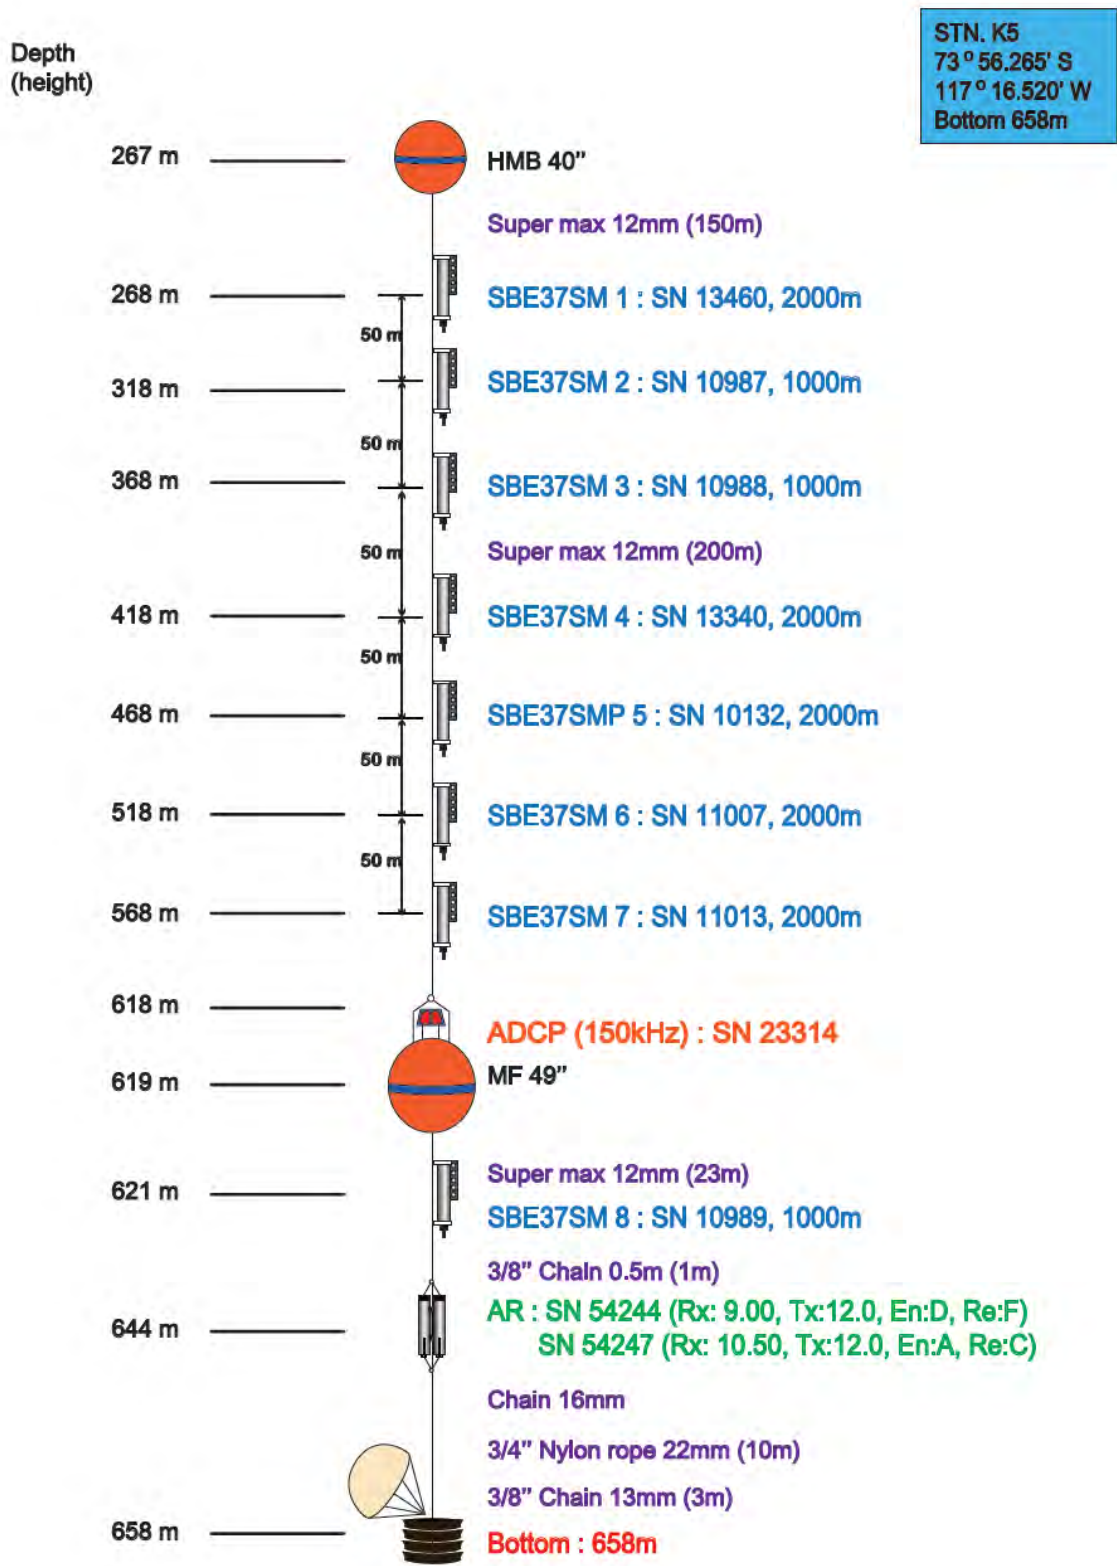 STN. K5
73 º 56.265' S
117 º 16.520' W
Bottom 658m
Depth
(height)
267 m
HMB 40"
Super max 12mm (150m)
268 m
SBE37SM 1 : SN 13460, 2000m
50 m
318 m
SBE37SM 2 : SN 10987, 1000m
50 m
368 m
SBE37SM 3 : SN 10988, 1000m
50 m
Super max 12mm (200m)
418 m
SBE37SM 4 : SN 13340, 2000m
50 m
468 m
SBE37SMP 5 : SN 10132, 2000m
50 m
518 m
SBE37SM 6 : SN 11007, 2000m
50 m
568 m
SBE37SM 7 : SN 11013, 2000m
618 m
ADCP (150kHz) : SN 23314
619 m
MF 49"
Super max 12mm (23m)
621 m
SBE37SM 8 : SN 10989, 1000m
3/8" Chain 0.5m (1m)
AR : SN 54244 (Rx: 9.00, Tx:12.0, En:D, Re:F)
644 m
SN 54247 (Rx: 10.50, Tx:12.0, En:A, Re:C)
Chain 16mm
3/4" Nylon rope 22mm (10m)
3/8" Chain 13mm (3m)
658 m
Bottom : 658m